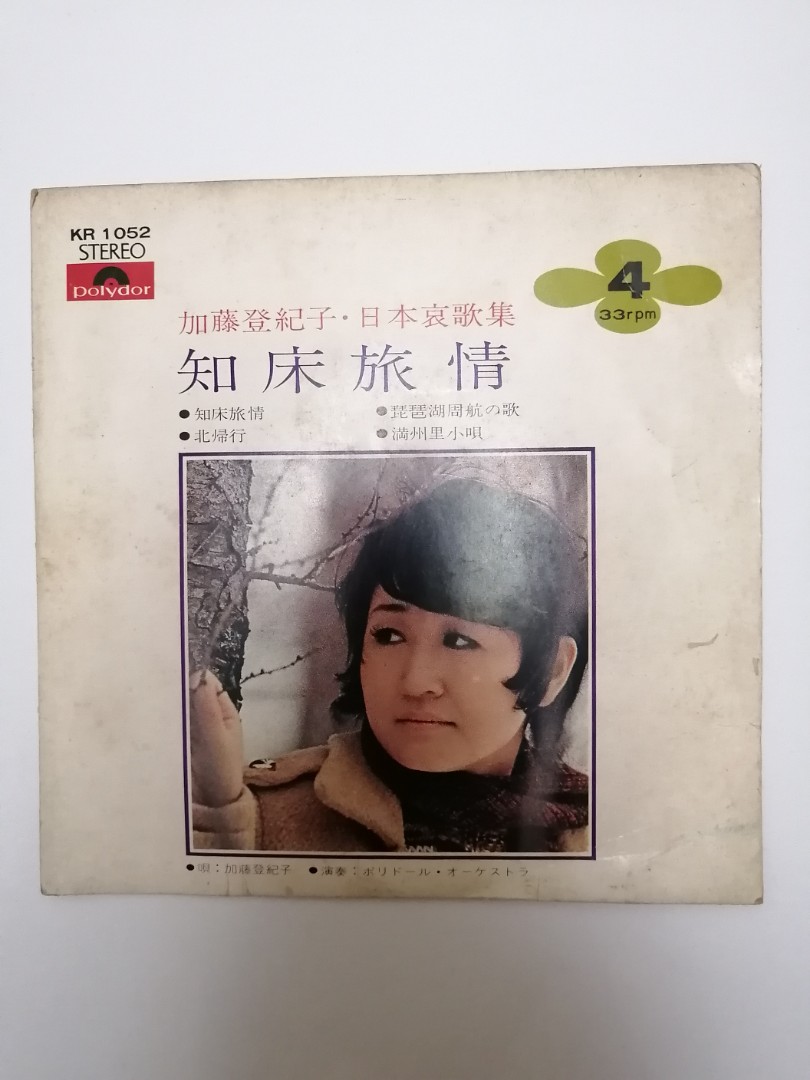 KR 1052
STEREO
polydor
4
33rpm
加藤登紀子・日本哀歌集
知床旅情
●知床旅情 ●琵琶湖周航の歌
●北帰行 ●満州里小唄
●唄:加藤登紀子 ●演奏:ポリドール・オーケストラ